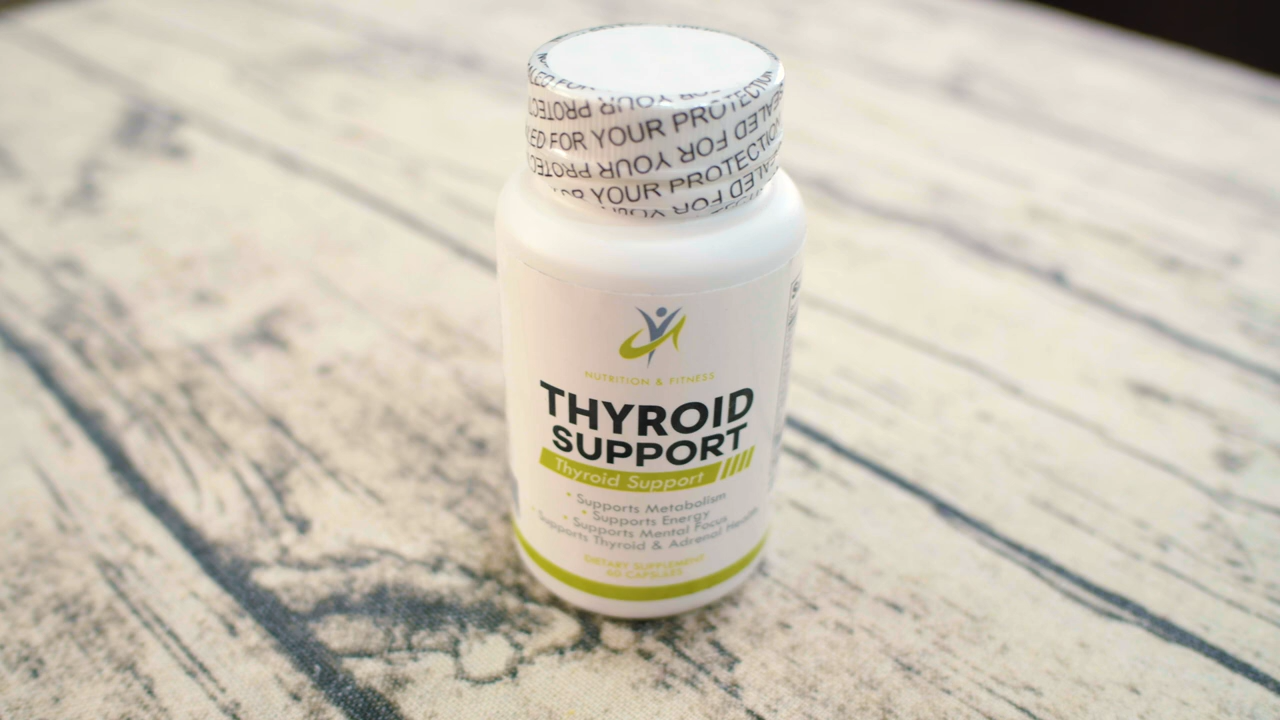 SEALED FOR YOUR PROTECTION
FOR YOUR PROTECTION
NUTRITION & FITNESS
THYROID
SUPPORT
Thyroid Support
• Supports Metabolism
• Supports Energy
• Supports Mental Focus
• Supports Thyroid & Adrenal Health
DIETARY SUPPLEMENT
60 CAPSULES